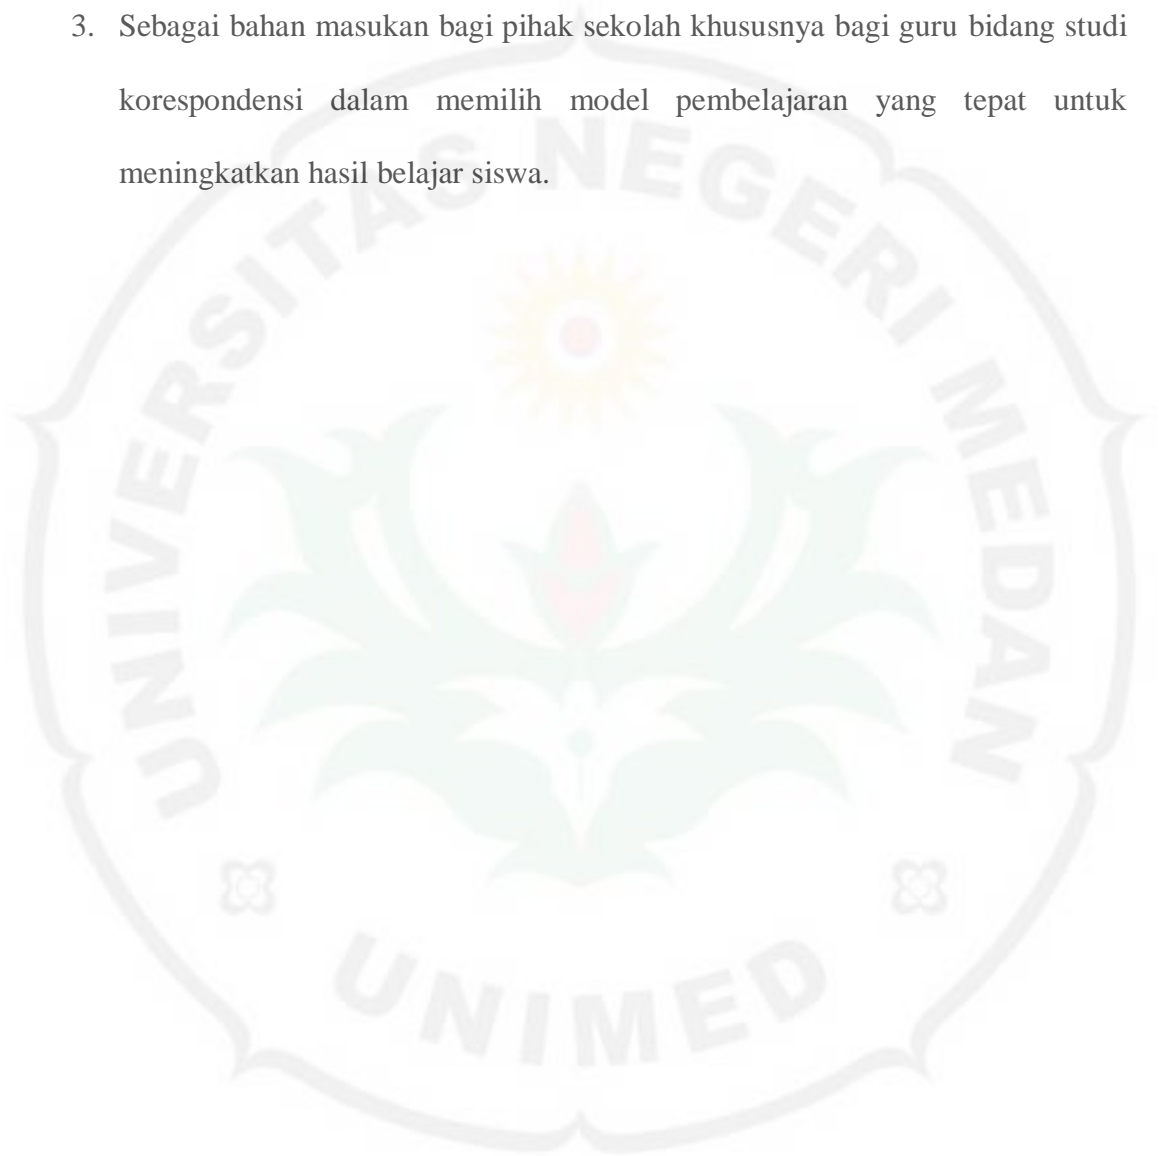 3. Sebagai bahan masukan bagi pihak sekolah khususnya bagi guru bidang studi
korespondensi dalam memilih model pembelajaran yang tepat untuk
meningkatkan hasil belajar siswa.
UNIVERSITAS NEGERI MEDAN
UNIMED